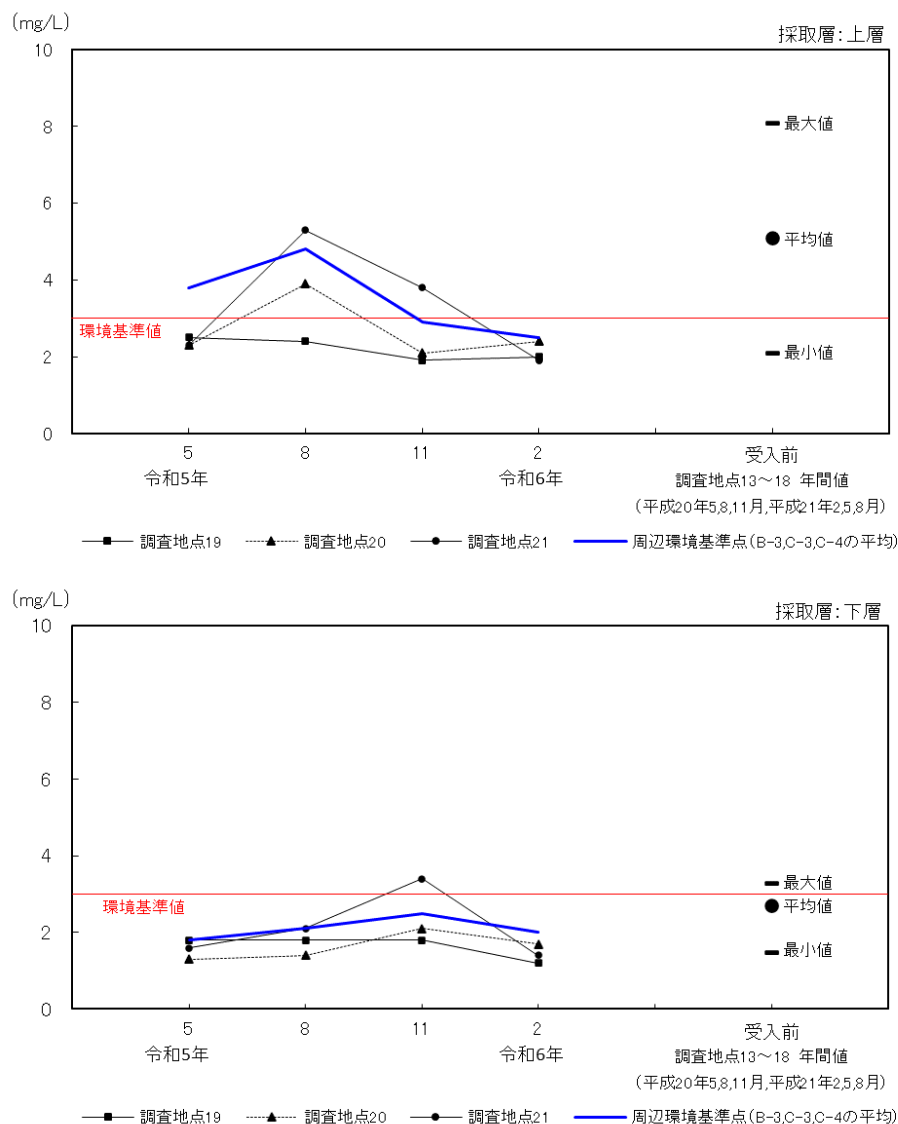 (mg/L)
採取層：上層
10
8
6
4
2
0
最大値
平均値
最小値
環境基準値
5
8
11
2
受入前
令和5年
令和6年
調査地点13～18 年間値
(平成20年5,8,11月,平成21年2,5,8月)
調査地点19
調査地点20
調査地点21
周辺環境基準点(B-3,C-3,C-4の平均)
(mg/L)
採取層：下層
10
8
6
4
2
0
最大値
平均値
最小値
環境基準値
5
8
11
2
受入前
令和5年
令和6年
調査地点13～18 年間値
(平成20年5,8,11月,平成21年2,5,8月)
調査地点19
調査地点20
調査地点21
周辺環境基準点(B-3,C-3,C-4の平均)